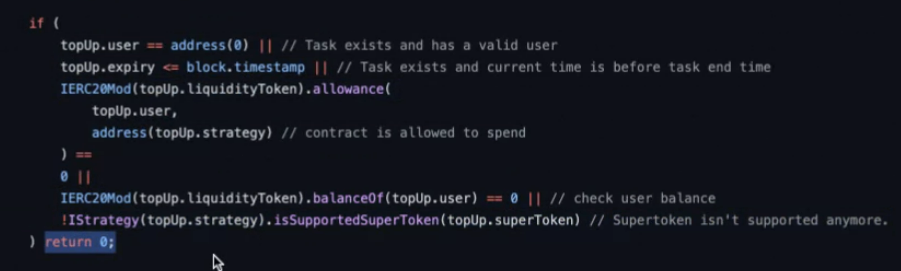 if (
topUp.user == address(0) || // Task exists and has a valid user
topUp.expiry <= block.timestamp || // Task exists and current time is before task end time
IERC20Mod(topUp.liquidityToken).allowance(
topUp.user,
address(topUp.strategy) // contract is allowed to spend
) ==
0 ||
IERC20Mod(topUp.liquidityToken).balanceOf(topUp.user) == 0 || // check user balance
!IStrategy(topUp.strategy).isSupportedSuperToken(topUp.superToken) // Supertoken isn't supported anymore.
) return 0;